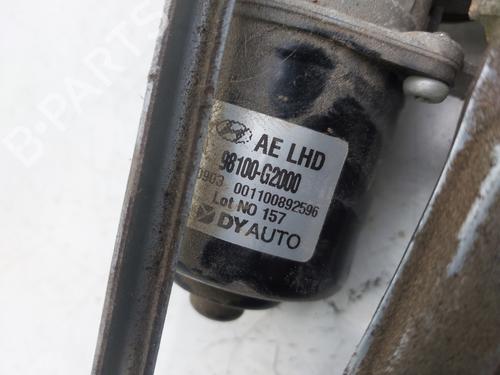 AE LHD
98100-G2000
0903 001100892596
Lot NO 157
DYAUTO
B-PARTS